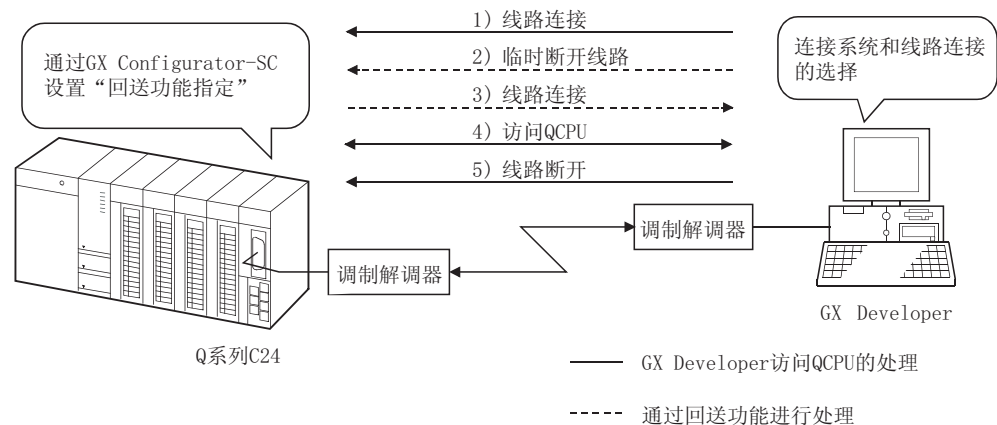 通过GX Configurator-SC
设置“回送功能指定”
1) 线路连接
2) 临时断开线路
3) 线路连接
4) 访问QCPU
5) 线路断开
连接系统和线路连接
的选择
调制解调器
调制解调器
GX Developer
Q系列C24
GX Developer访问QCPU的处理
通过回送功能进行处理